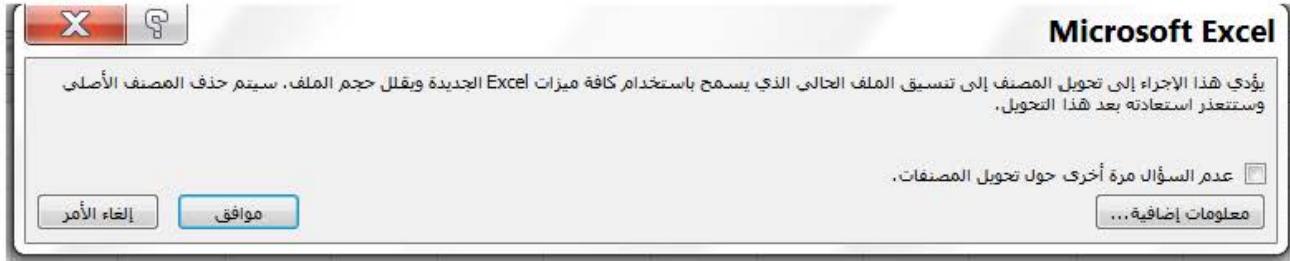 Microsoft Excel
يؤدي هذا الإجراء إلى تحويل المصنف إلى تنسيق الملف الحالي الذي يسمح باستخدام كافة ميزات Excel الجديدة ويقلل حجم الملف. سيتم حذف المصنف الأصلي
وستتعذر استعادته بعد هذا التحويل.
عدم السؤال مرة أخرى حول تحويل المصنفات.
معلومات إضافية...
موافق
إلغاء الأمر